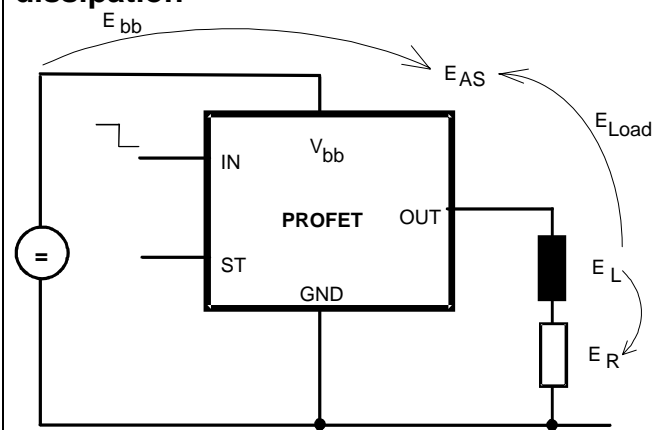 dissipation
E bb
E AS
E Load
V bb
IN
PROFET
OUT
=
ST
E L
GND
E R